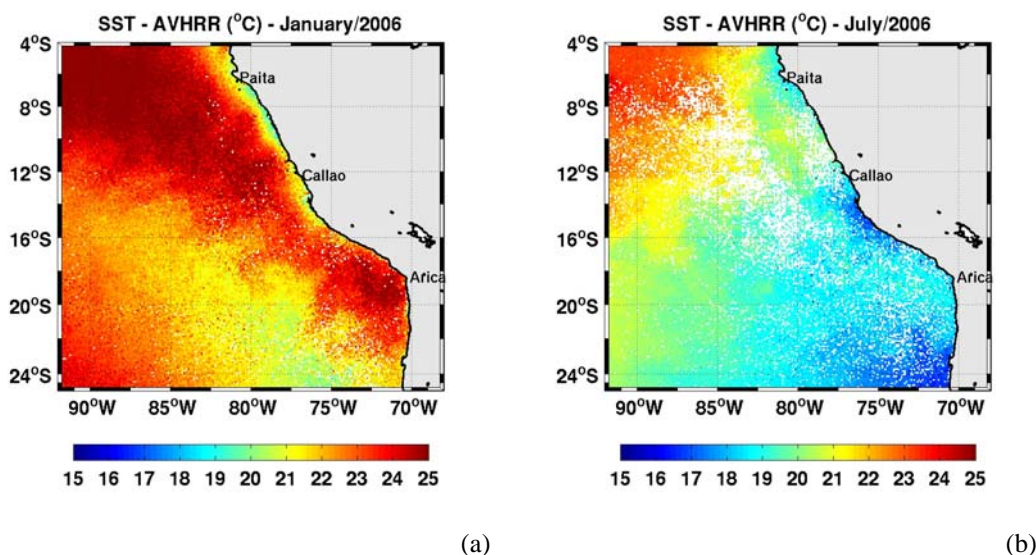 SST - AVHRR (°C) - January/2006
4°S
8°S
12°S
16°S
20°S
24°S
Paita
Callao
Arica
90°W 85°W 80°W 75°W 70°W
15 16 17 18 19 20 21 22 23 24 25
(a)
SST - AVHRR (°C) - July/2006
4°S
8°S
12°S
16°S
20°S
24°S
Paita
Callao
Arica
90°W 85°W 80°W 75°W 70°W
15 16 17 18 19 20 21 22 23 24 25
(b)